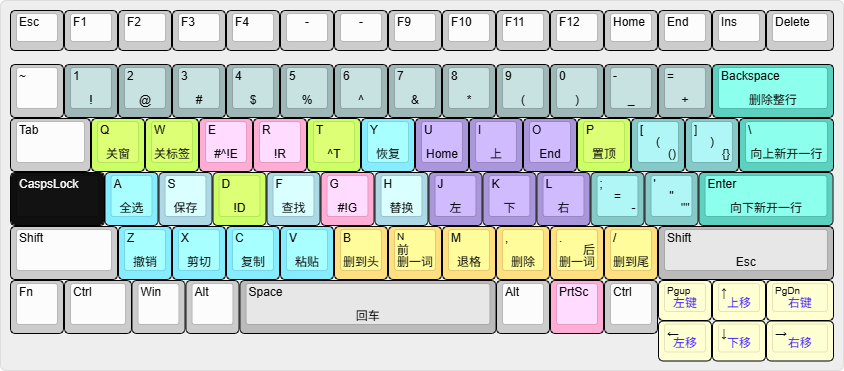 Esc F1 F2 F3 F4 - - F9 F10 F11 F12 Home End Ins Delete
~ 1 2 3 4 5 6 7 8 9 0 - = Backspace
! @ # $ % ^ & * ( ) _ + 删除整行
Tab Q W E R T Y U I O P [ ] \
关窗 关标签 #^!E !R ^T 恢复 Home 上 End 置顶 ( () ) {} 向上新开一行
CaspsLock A S D F G H J K L ; ' Enter
全选 保存 !D 查找 #!G 替换 左 下 右 = - " "" 向下新开一行
Shift Z X C V B N M , . / Shift
撤销 剪切 复制 粘贴 删到头 前删一词 退格 删除 后删一词 删到尾 Esc
Fn Ctrl Win Alt Space Alt PrtSc Ctrl Pgup ↑ PgDn
回车 左键 上移 右键
← ↓ →
左移 下移 右移